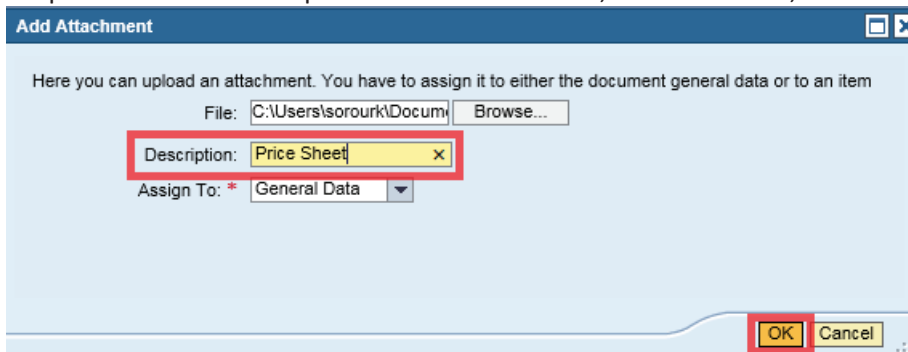 Add Attachment
Here you can upload an attachment. You have to assign it to either the document general data or to an item
File: C:\Users\sorourk\Docum Browse...
Description: Price Sheet x
Assign To: * General Data
OK Cancel